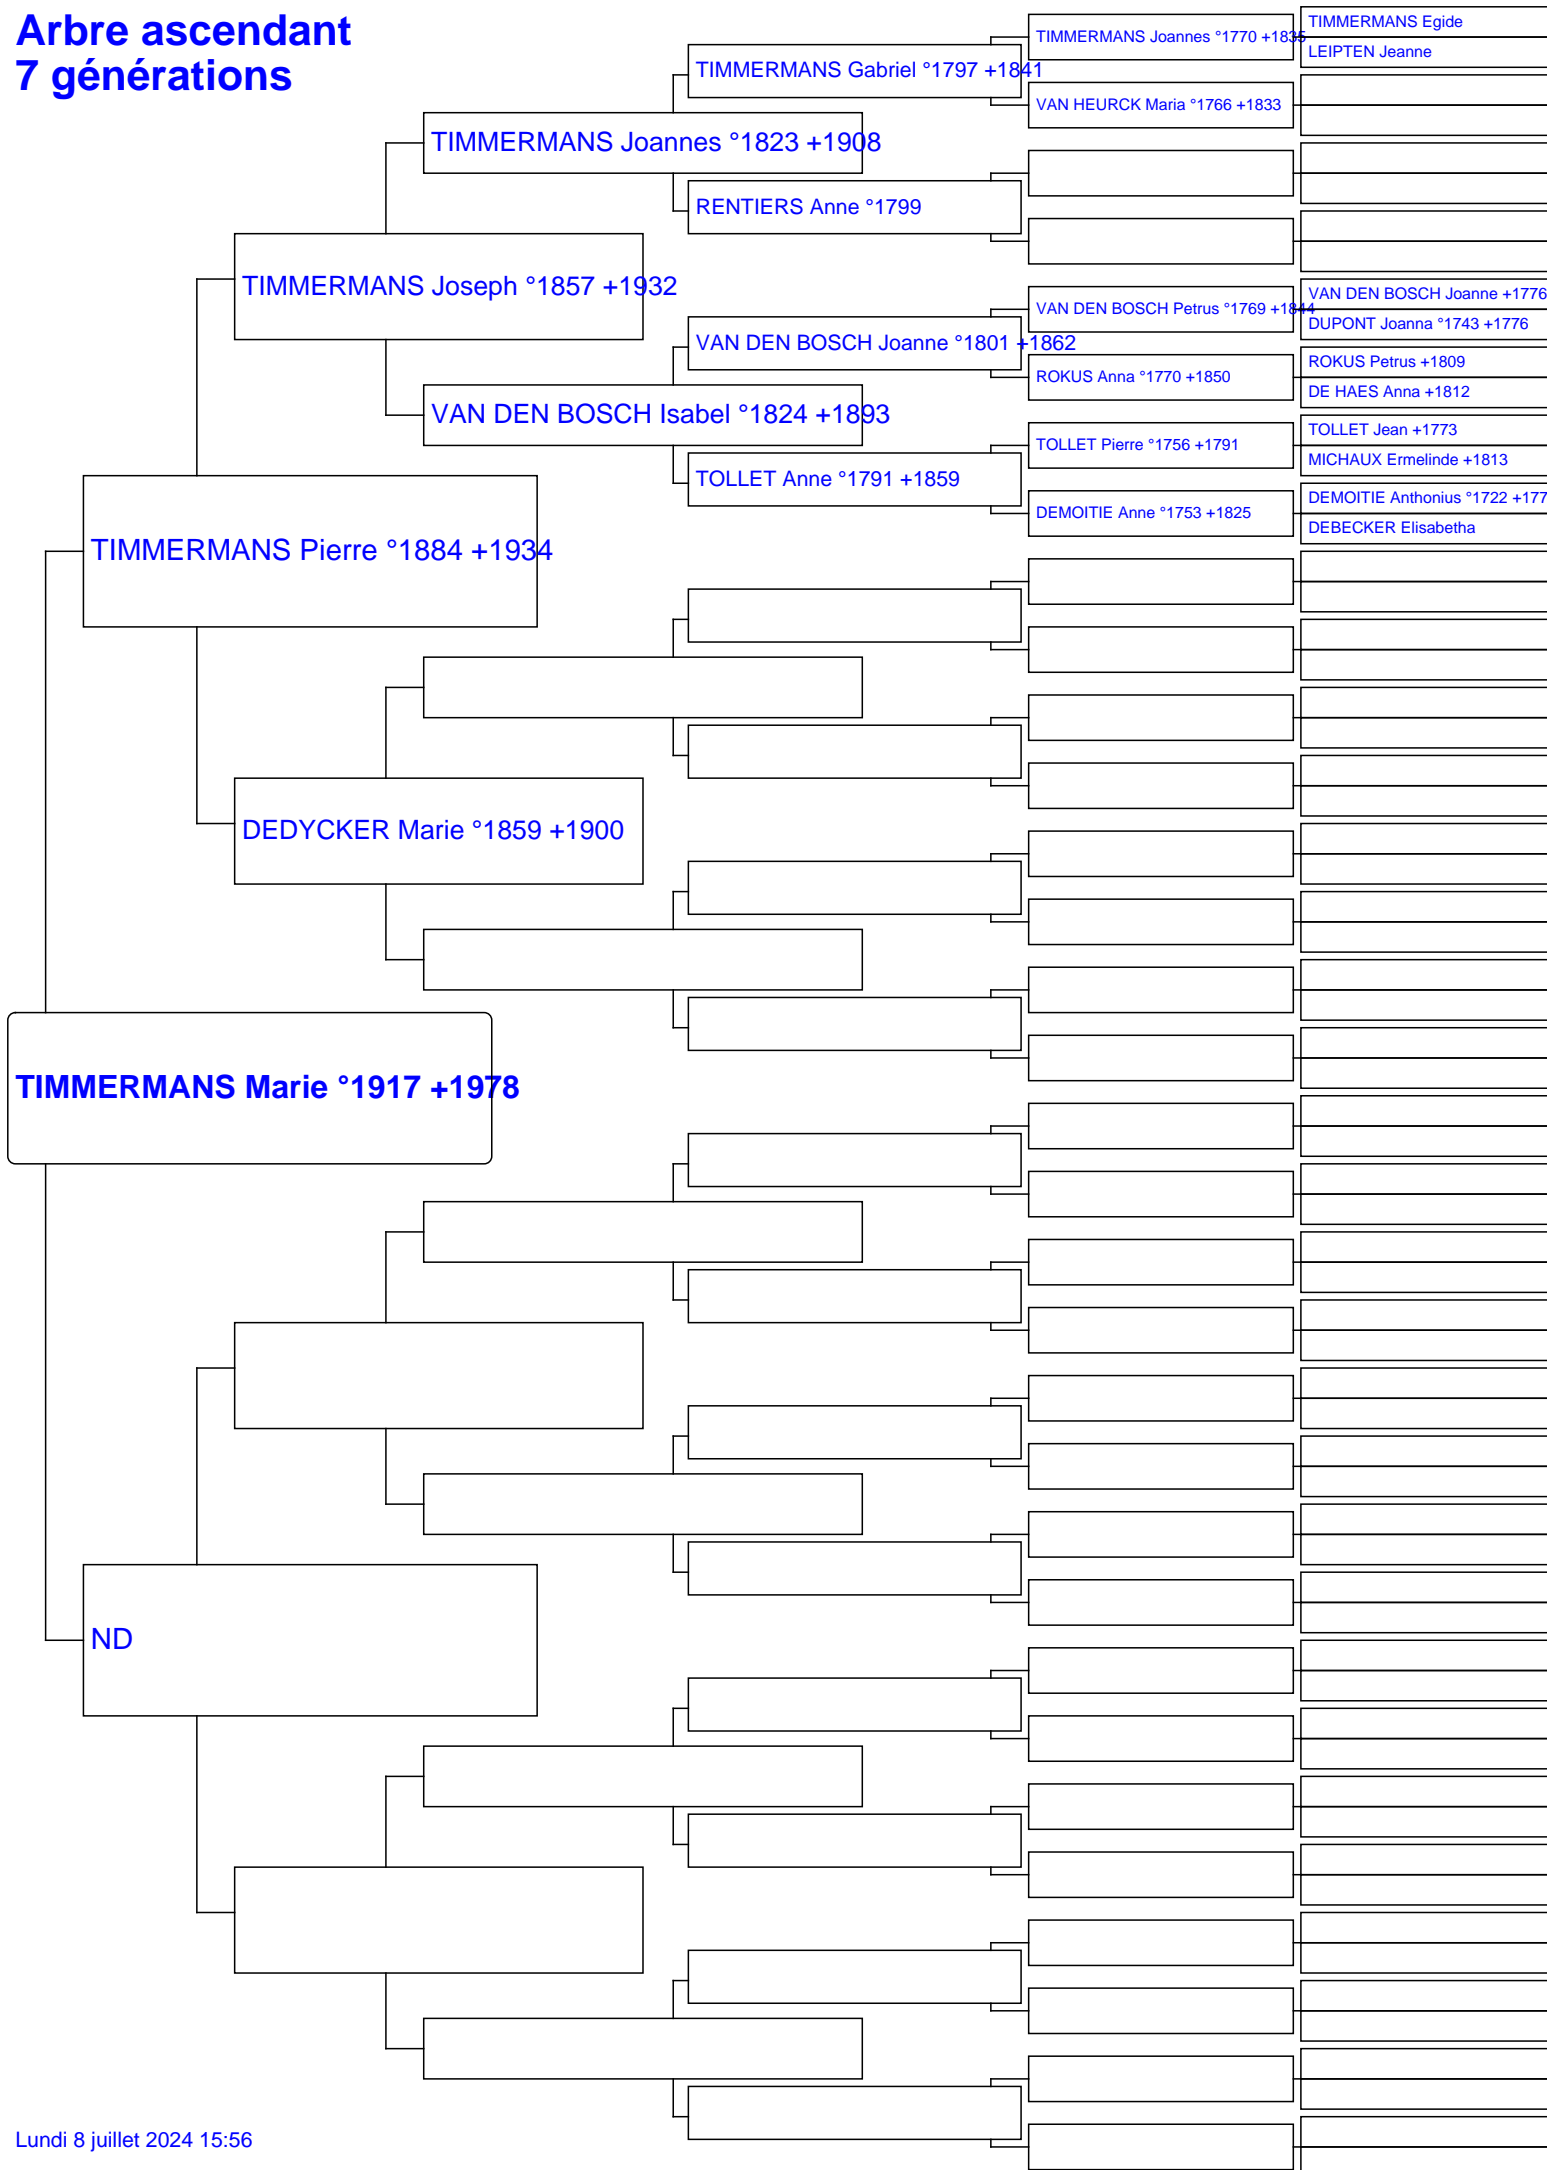 Arbre ascendant
7 générations
TIMMERMANS Egide
TIMMERMANS Joannes °1770 +1835
LEIPTEN Jeanne
TIMMERMANS Gabriel °1797 +1841
VAN HEURCK Maria °1766 +1833
TIMMERMANS Joannes °1823 +1908
RENTIERS Anne °1799
TIMMERMANS Joseph °1857 +1932
VAN DEN BOSCH Joanne +1776
VAN DEN BOSCH Petrus °1769 +1844
DUPONT Joanna °1743 +1776
VAN DEN BOSCH Joanne °1801 +1862
ROKUS Petrus +1809
ROKUS Anna °1770 +1850
DE HAES Anna +1812
VAN DEN BOSCH Isabel °1824 +1893
TOLLET Jean +1773
TOLLET Pierre °1756 +1791
MICHAUX Ermelinde +1813
TOLLET Anne °1791 +1859
DEMOITIE Anthonius °1722 +177
DEMOITIE Anne °1753 +1825
DEBECKER Elisabetha
TIMMERMANS Pierre °1884 +1934
DEDYCKER Marie °1859 +1900
TIMMERMANS Marie °1917 +1978
ND
Lundi 8 juillet 2024 15:56